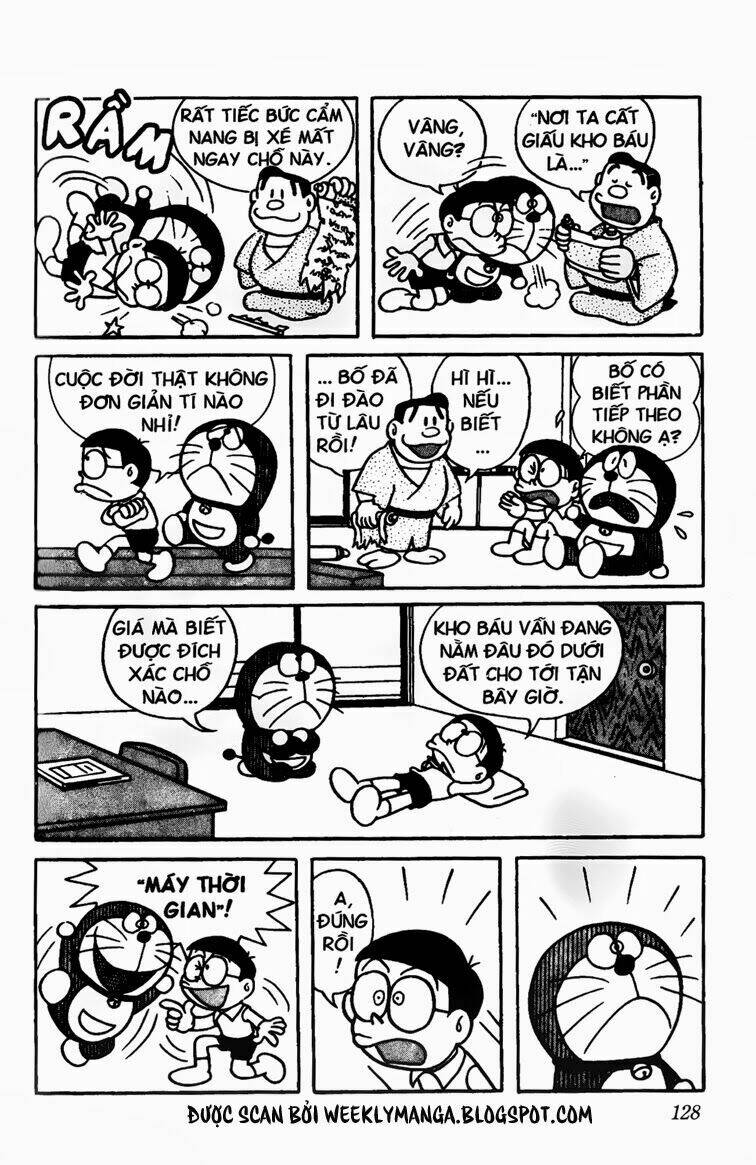 "NƠI TA CẤT
GIẤU KHO BÁU
LÀ..."
VÂNG,
VÂNG?
RẤT TIẾC BỨC CẨM
NANG BỊ XÉ MẤT
NGAY CHỖ NÀY.
RẦM
BỐ CÓ
BIẾT PHẦN
TIẾP THEO
KHÔNG Ạ?
HÌ HÌ...
NẾU
BIẾT
...
... BỐ ĐÃ
ĐI ĐÀO
TỪ LÂU
RỒI!
CUỘC ĐỜI THẬT KHÔNG
ĐƠN GIẢN TÍ NÀO
NHỈ!
KHO BÁU VẪN ĐANG
NẰM ĐÂU ĐÓ DƯỚI
ĐẤT CHO TỚI TẬN
BÂY GIỜ.
GIÁ MÀ BIẾT
ĐƯỢC ĐÍCH
XÁC CHỖ
NÀO...
A,
ĐÚNG
RỒI
!
"MÁY THỜI
GIAN"!
ĐƯỢC SCAN BỞI WEEKLYMANGA.BLOGSPOT.COM
128